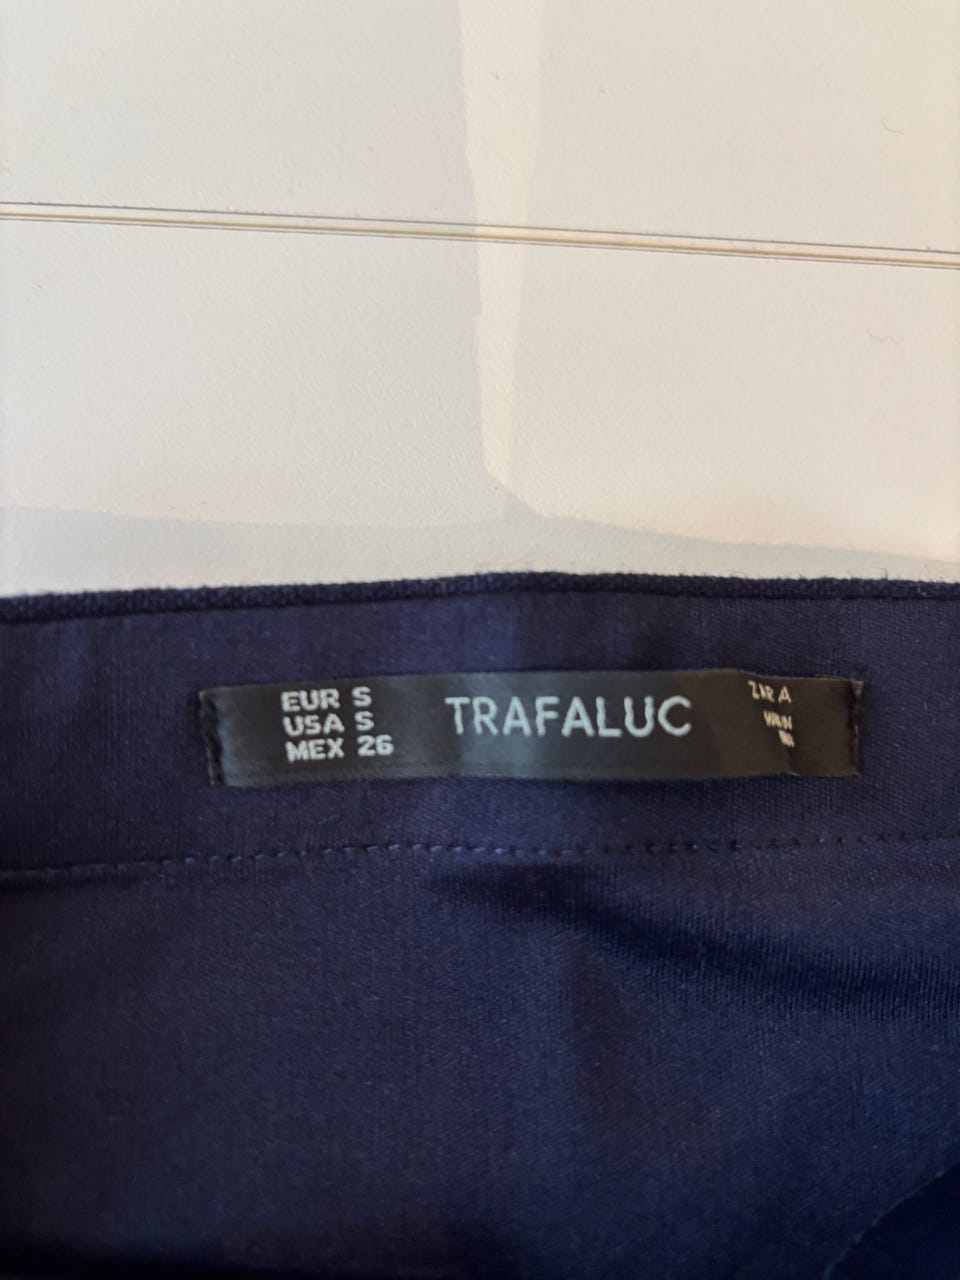 EUR S
USA S
MEX 26
TRAFALUC
ZARA